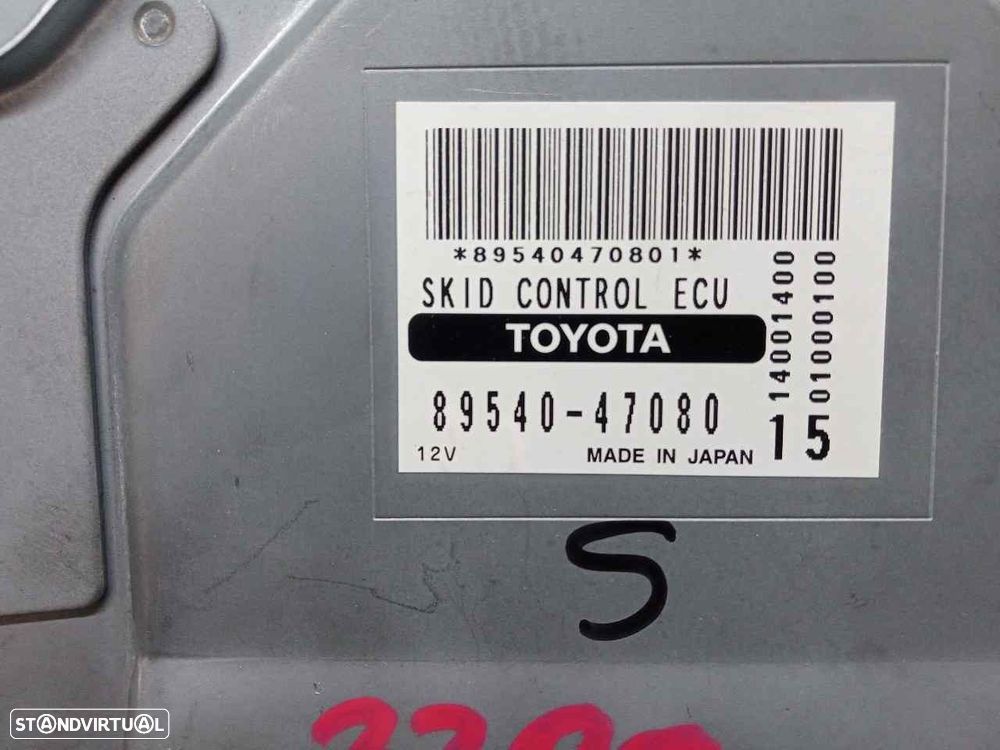 *89540470801*
SKID CONTROL ECU
TOYOTA
89540-47080
12V MADE IN JAPAN
15
14001400
01000100
S
STANDVIRTUAL